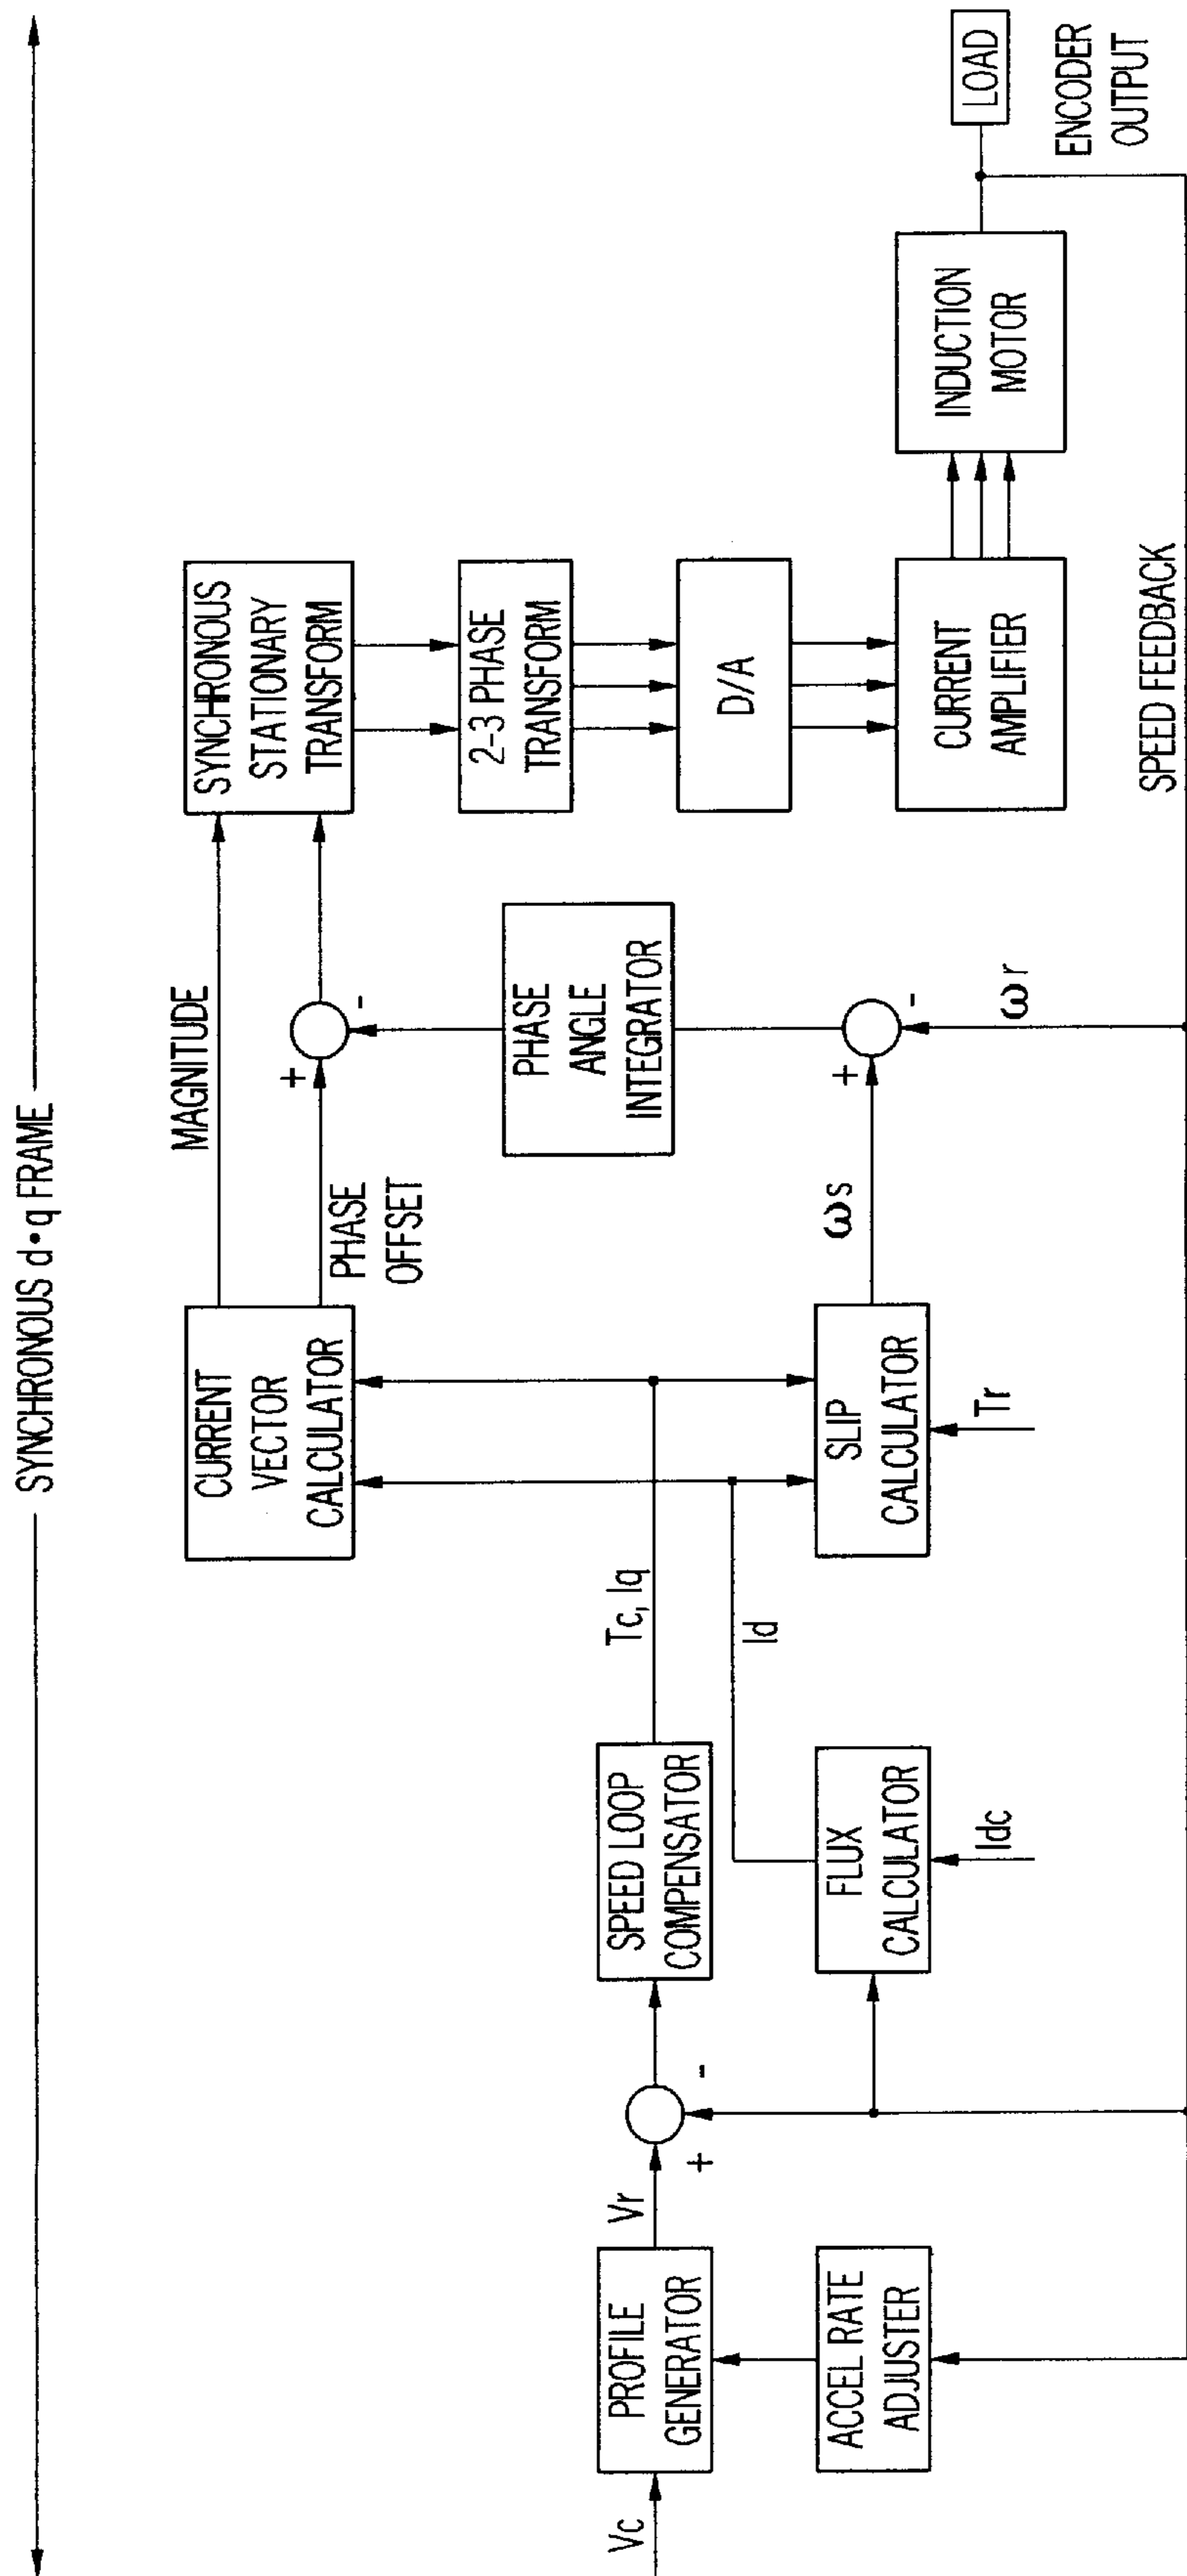 SYNCHRONOUS d•q FRAME
MAGNITUDE
CURRENT
VECTOR
CALCULATOR
PHASE
OFFSET
+
-
SYNCHRONOUS
STATIONARY
TRANSFORM
2-3 PHASE
TRANSFORM
PHASE
ANGLE
INTEGRATOR
D/A
Vc
PROFILE
GENERATOR
Vr
+
-
SPEED LOOP
COMPENSATOR
Tc, Iq
Id
ACCEL RATE
ADJUSTER
FLUX
CALCULATOR
Idc
SLIP
CALCULATOR
Tr
ωs
+
-
ωr
CURRENT
AMPLIFIER
INDUCTION
MOTOR
LOAD
ENCODER
OUTPUT
SPEED FEEDBACK